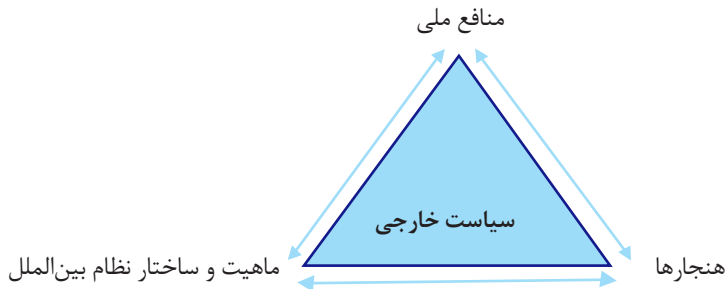 منافع ملی
سیاست خارجی
هنجارها
ماهیت و ساختار نظام بین‌الملل